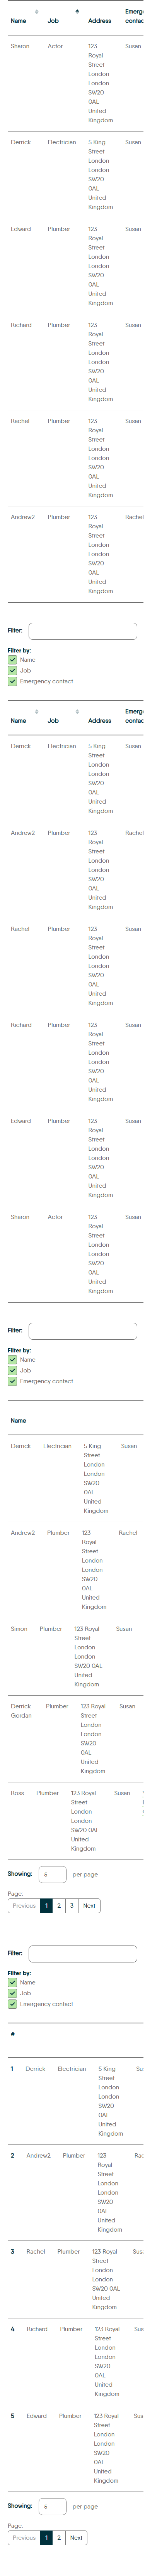 Name Job Address Emerge
contac
Sharon Actor 123 Susan
Royal
Street
London
London
SW20
0AL
United
Kingdom
Derrick Electrician 5 King Susan
Street
London
London
SW20
0AL
United
Kingdom
Edward Plumber 123 Susan
Royal
Street
London
London
SW20
0AL
United
Kingdom
Richard Plumber 123 Susan
Royal
Street
London
London
SW20
0AL
United
Kingdom
Rachel Plumber 123 Susan
Royal
Street
London
London
SW20
0AL
United
Kingdom
Andrew2 Plumber 123 Rachel
Royal
Street
London
London
SW20
0AL
United
Kingdom
Filter:
Filter by:
Name
Job
Emergency contact
Name Job Address Emerge
contac
Derrick Electrician 5 King Susan
Street
London
London
SW20
0AL
United
Kingdom
Andrew2 Plumber 123 Rachel
Royal
Street
London
London
SW20
0AL
United
Kingdom
Rachel Plumber 123 Susan
Royal
Street
London
London
SW20
0AL
United
Kingdom
Richard Plumber 123 Susan
Royal
Street
London
London
SW20
0AL
United
Kingdom
Edward Plumber 123 Susan
Royal
Street
London
London
SW20
0AL
United
Kingdom
Sharon Actor 123 Susan
Royal
Street
London
London
SW20
0AL
United
Kingdom
Filter:
Filter by:
Name
Job
Emergency contact
Name
Derrick Electrician 5 King Susan
Street
London
London
SW20
0AL
United
Kingdom
Andrew2 Plumber 123 Rachel
Royal
Street
London
London
SW20
0AL
United
Kingdom
Simon Plumber 123 Royal Susan
Street
London
London
SW20 0AL
United
Kingdom
Derrick Plumber 123 Royal Susan
Gordan Street
London
London
SW20
0AL
United
Kingdom
Ross Plumber 123 Royal Susan
Street
London
London
SW20 0AL
United
Kingdom
Showing: 5 per page
Page:
Previous 1 2 3 Next
Filter:
Filter by:
Name
Job
Emergency contact
#
1 Derrick Electrician 5 King Su
Street
London
London
SW20
0AL
United
Kingdom
2 Andrew2 Plumber 123 Rac
Royal
Street
London
London
SW20
0AL
United
Kingdom
3 Rachel Plumber 123 Royal Susa
Street
London
London
SW20 0AL
United
Kingdom
4 Richard Plumber 123 Royal Sus
Street
London
London
SW20
0AL
United
Kingdom
5 Edward Plumber 123 Royal Sus
Street
London
London
SW20
0AL
United
Kingdom
Showing: 5 per page
Page:
Previous 1 2 Next